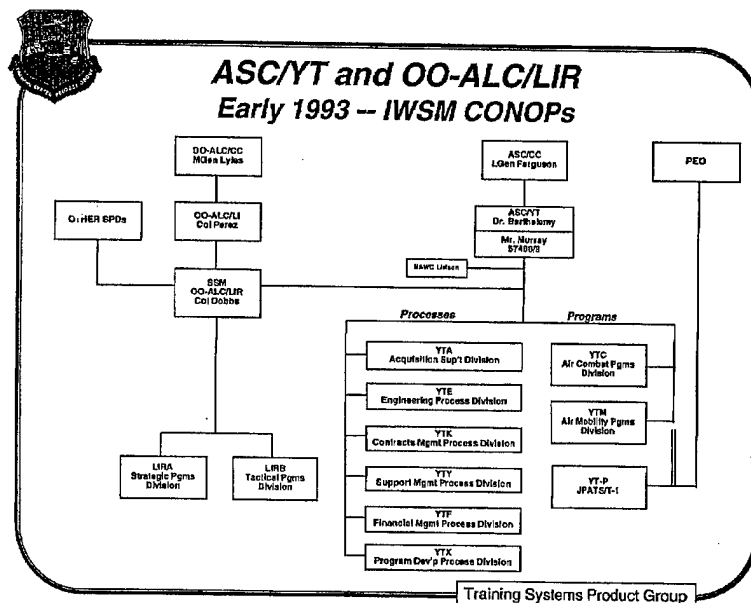 ASC/YT and OO-ALC/LIR
Early 1993 -- IWSM CONOPs
OO-ALC/CC
MGen Lyles
ASC/CC
LGen Ferguson
PEO
OTHER SPDs
OO-ALC/LI
Col Perez
ASC/YT
Dr. Barthelemy
Mr. Murray
57400/3
NAWC Liaison
SSM
OO-ALC/LIR
Col Dobbs
Processes
Programs
YTA
Acquisition Sup't Division
YTE
Engineering Process Division
YTK
Contracts Mgmt Process Division
YTY
Support Mgmt Process Division
YTF
Financial Mgmt Process Division
YTX
Program Dev'p Process Division
YTC
Air Combat Pgms
Division
YTM
Air Mobility Pgms
Division
YT-P
JPATS/T-1
LIRA
Strategic Pgms
Division
LIRB
Tactical Pgms
Division
Training Systems Product Group